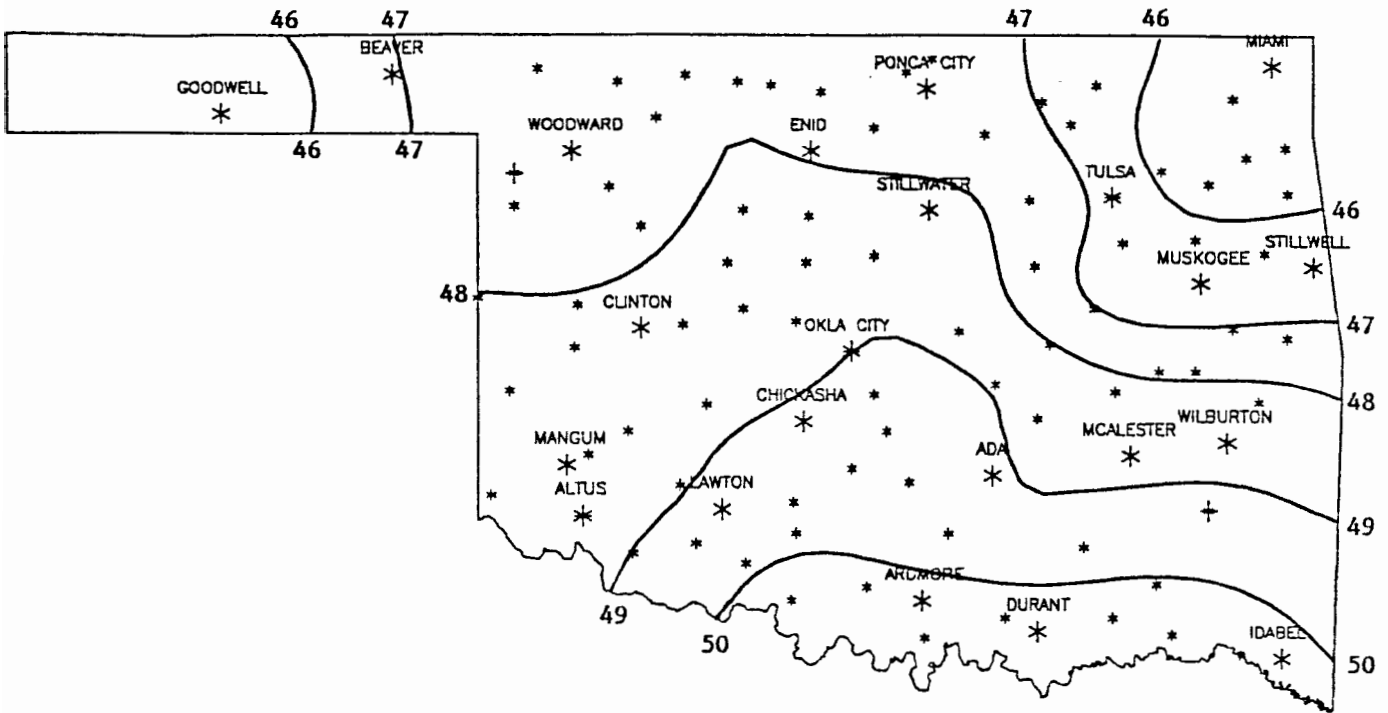 46 47 47 46
BEAVER MIAMI
PONCA CITY
GOODWELL
WOODWARD ENID
46 47
TULSA
STILLWATER
46
STILLWELL
MUSKOGEE
48
CLINTON
OKLA CITY 47
CHICKASHA
48
WILBURTON
MCALESTER
MANGUM ADA
LAWTON
ALTUS
49
ARDMORE
DURANT
49
IDABEL
50
50